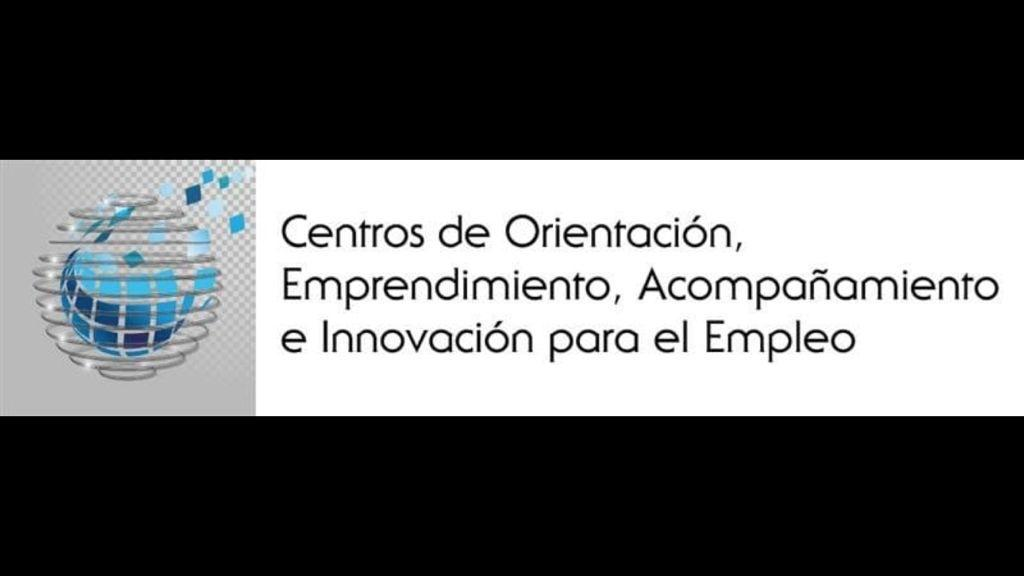 Centros de Orientación,
Emprendimiento, Acompañamiento
e Innovación para el Empleo